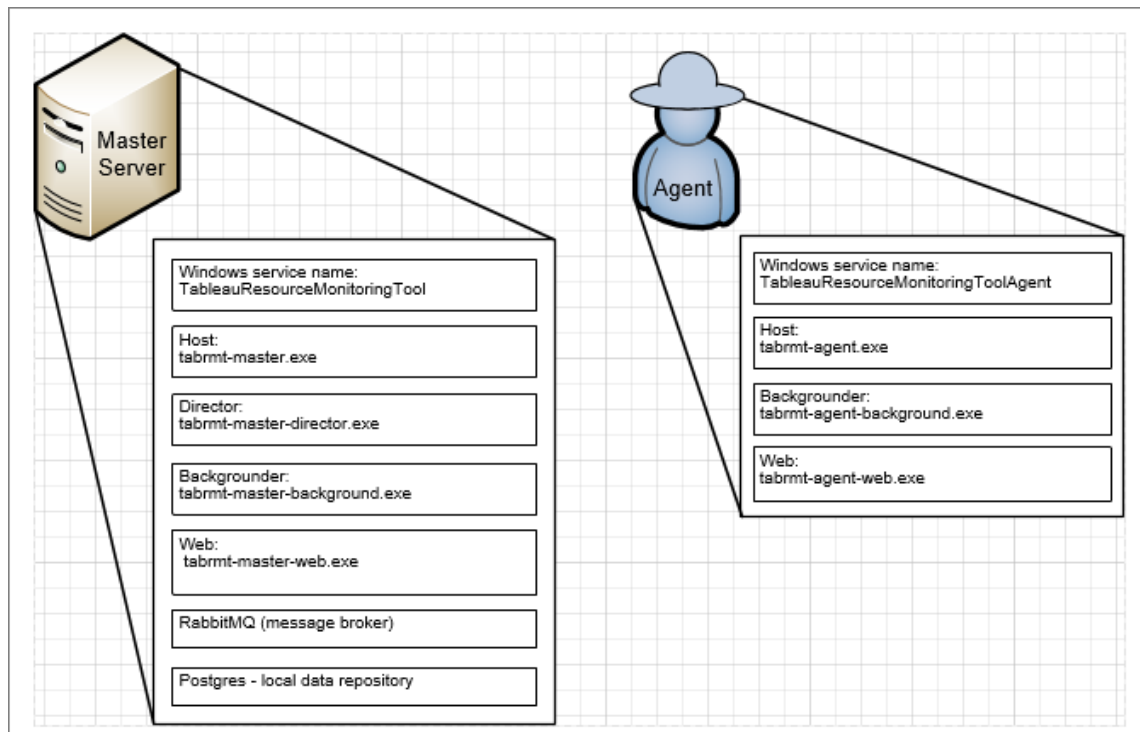 Master
Server
Windows service name:
TableauResourceMonitoringTool
Host:
tabrmt-master.exe
Director:
tabrmt-master-director.exe
Backgrounder:
tabrmt-master-background.exe
Web:
tabrmt-master-web.exe
RabbitMQ (message broker)
Postgres - local data repository
Agent
Windows service name:
TableauResourceMonitoringToolAgent
Host:
tabrmt-agent.exe
Backgrounder:
tabrmt-agent-background.exe
Web:
tabrmt-agent-web.exe